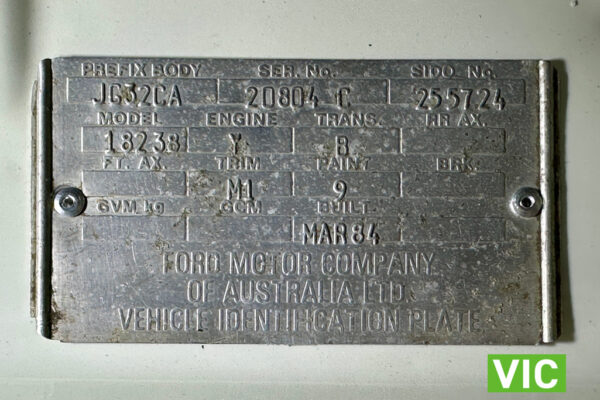 PREFIX BODY SER. No. SIDO No.
JG32CA 20804 C 255724
MODEL ENGINE TRANS. RR AX.
18238 Y B
FT. AX. TRIM PAINT BRK.
M1 9
GVM kg GCM BUILT.
MAR 84
FORD MOTOR COMPANY
OF AUSTRALIA LTD.
VEHICLE IDENTIFICATION PLATE
VIC